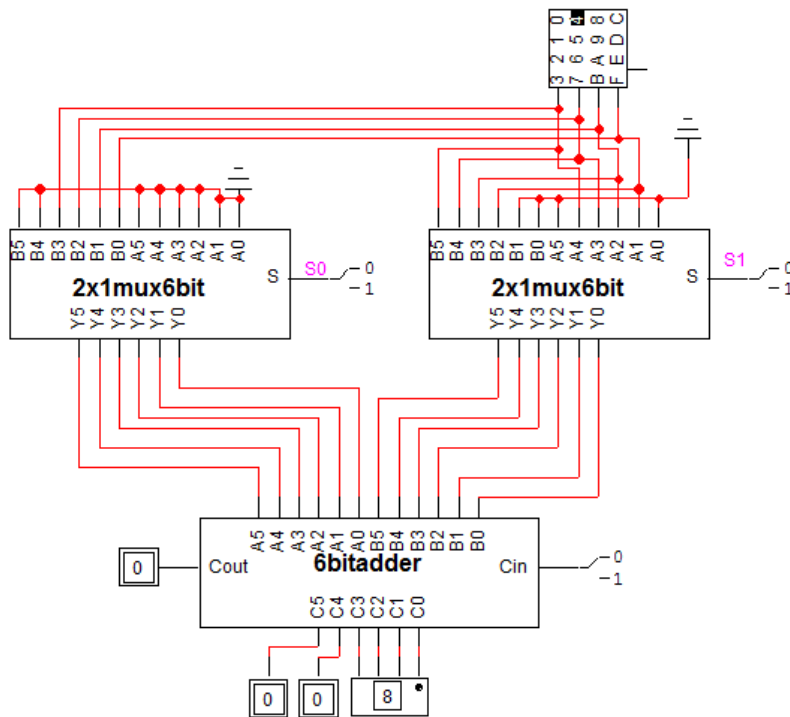 0 4 8 C
1 5 9 D
2 6 A E
3 7 B F
B5 B4 B3 B2 B1 B0 A5 A4 A3 A2 A1 A0
S
S0
0
1
2x1mux6bit
Y5 Y4 Y3 Y2 Y1 Y0
B5 B4 B3 B2 B1 B0 A5 A4 A3 A2 A1 A0
S
S1
0
1
2x1mux6bit
Y5 Y4 Y3 Y2 Y1 Y0
A5 A4 A3 A2 A1 A0 B5 B4 B3 B2 B1 B0
0
Cout
6bitadder
Cin
0
1
C5 C4 C3 C2 C1 C0
0
0
8